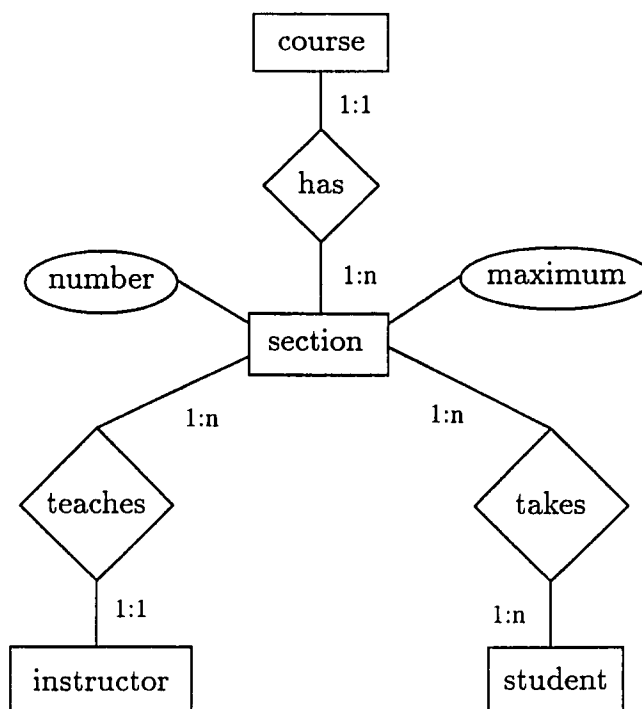 course
1:1
has
1:n
number
maximum
section
1:n
1:n
teaches
takes
1:1
1:n
instructor
student